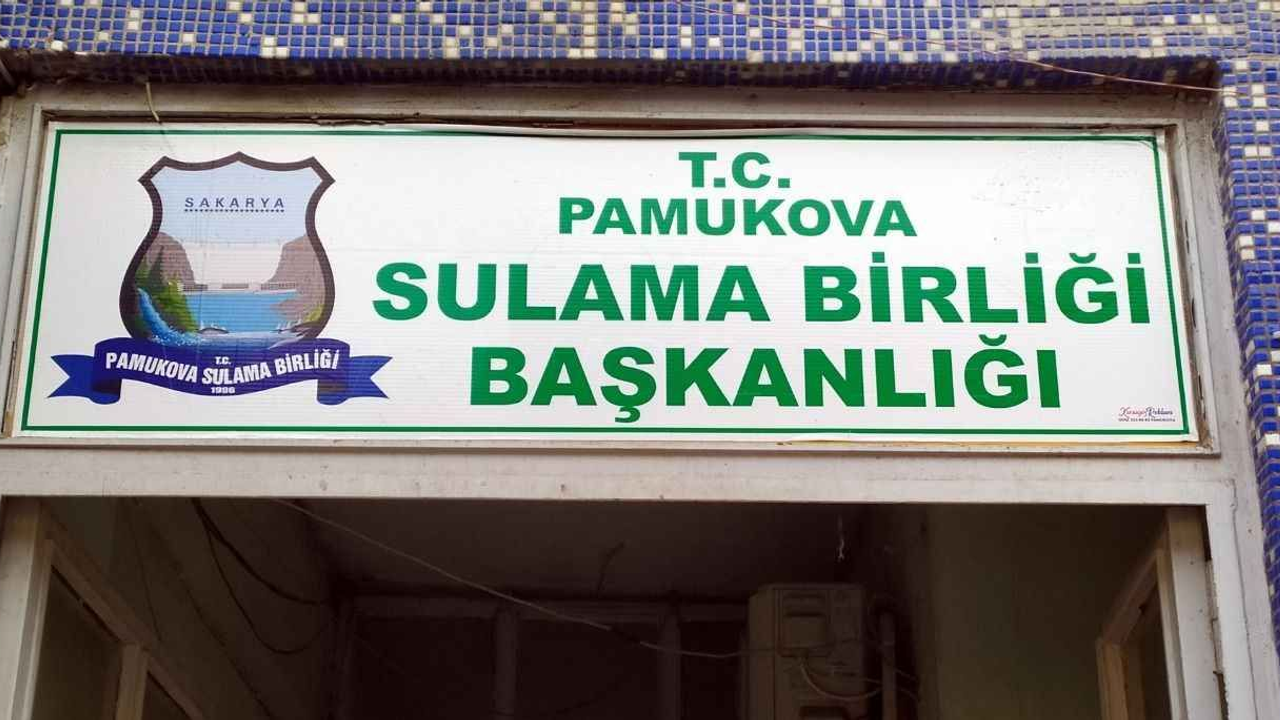 SAKARYA
T.C.
PAMUKOVA SULAMA BİRLİĞİ
1996
T.C.
PAMUKOVA
SULAMA BİRLİĞİ
BAŞKANLIĞI